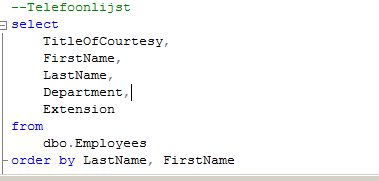 --Telefoonlijst
select
TitleOfCourtesy,
FirstName,
LastName,
Department,
Extension
from
dbo.Employees
order by LastName, FirstName